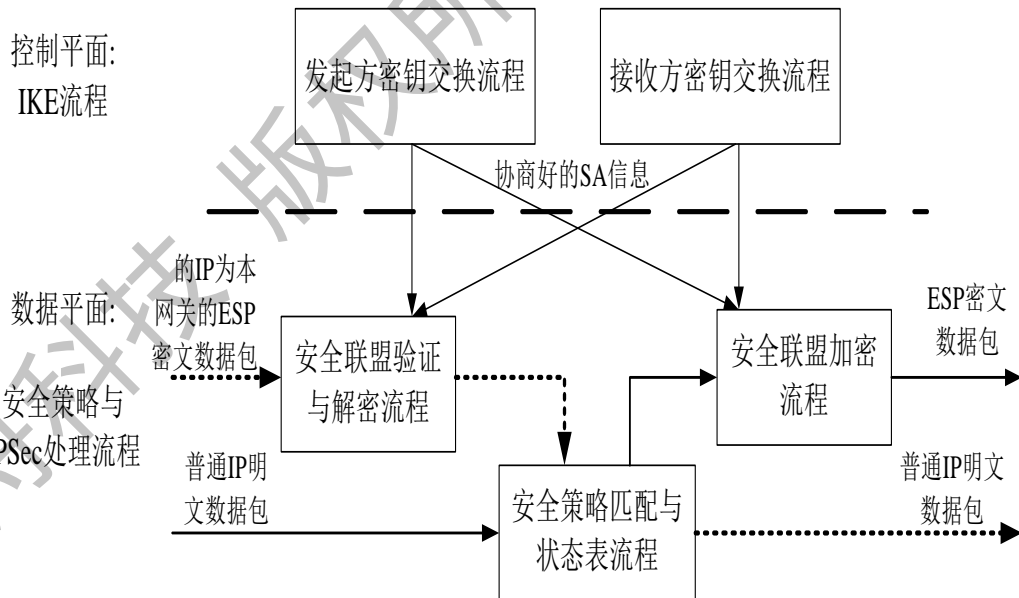 控制平面:
IKE流程
发起方密钥交换流程
接收方密钥交换流程
协商好的SA信息
数据平面:
安全策略与
PSec处理流程
的IP为本
网关的ESP
密文数据包
安全联盟验证
与解密流程
安全联盟加密
流程
ESP密文
数据包
普通IP明
文数据包
安全策略匹配与
状态表流程
普通IP明文
数据包
科技 版权所